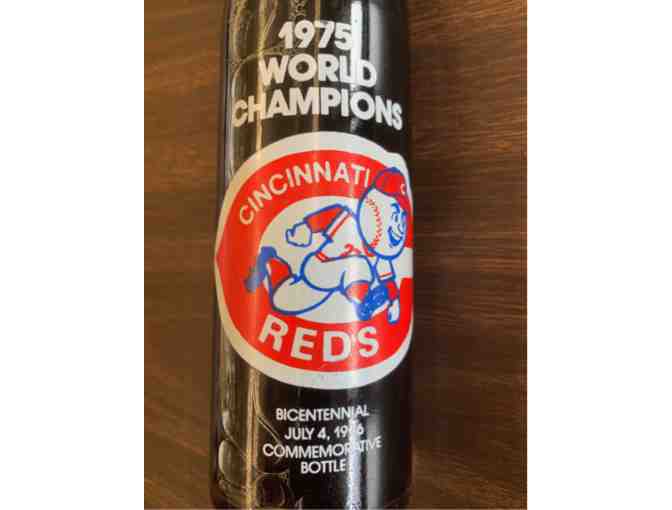 1975
WORLD
CHAMPIONS
CINCINNATI
REDS
BICENTENNIAL
JULY 4, 1976
COMMEMORATIVE
BOTTLE